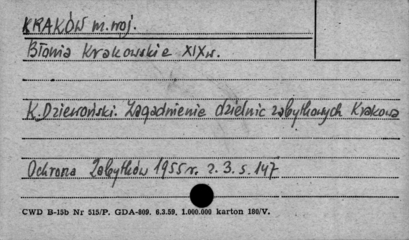 KRAKÓW m. woj.
Błonia Krakowskie XIX w.
K. Dziewoński. Zagadnienie dzielnic zabytkowych Krakowa
Ochrona Zabytków 1955 r. z. 3. s. 147
CWD B-15b Nr 515/P. GDA-809. 6.3.59. 1.000.000 karton 180/V.